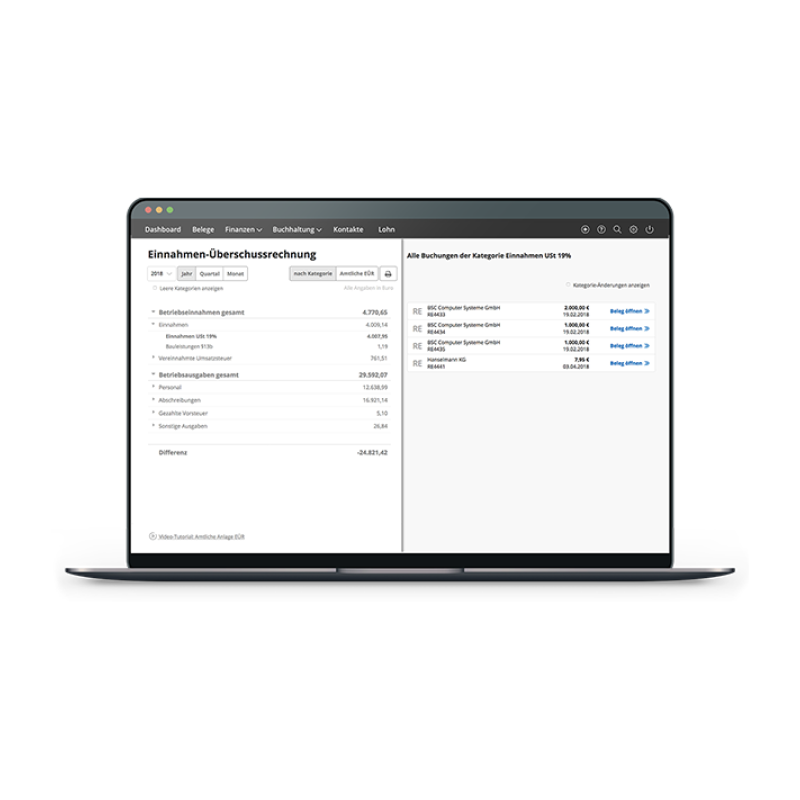 Dashboard Belege Finanzen Buchhaltung Kontakte Lohn
Einnahmen-Überschussrechnung
2018 Jahr Quartal Monat nach Kategorie Amtliche EÜR
Leere Kategorien anzeigen Alle Angaben in Euro
Betriebseinnahmen gesamt 4.770,65
Einnahmen 4.009,14
Einnahmen USt 19% 4.007,95
Bauleistungen §13b 1,19
Vereinnahmte Umsatzsteuer 761,51
Betriebsausgaben gesamt 29.592,07
Personal 12.638,99
Abschreibungen 16.921,14
Gezahlte Vorsteuer 5,10
Sonstige Ausgaben 26,84
Differenz -24.821,42
Video-Tutorial: Amtliche Anlage EÜR
Alle Buchungen der Kategorie Einnahmen USt 19%
Kategorie-Änderungen anzeigen
RE BSC Computer Systeme GmbH 2.000,00 € Beleg öffnen
RE4433 19.02.2018
RE BSC Computer Systeme GmbH 1.000,00 € Beleg öffnen
RE4434 19.02.2018
RE BSC Computer Systeme GmbH 1.000,00 € Beleg öffnen
RE4435 19.02.2018
RE Hanselmann KG 7,95 € Beleg öffnen
RE4441 03.04.2018